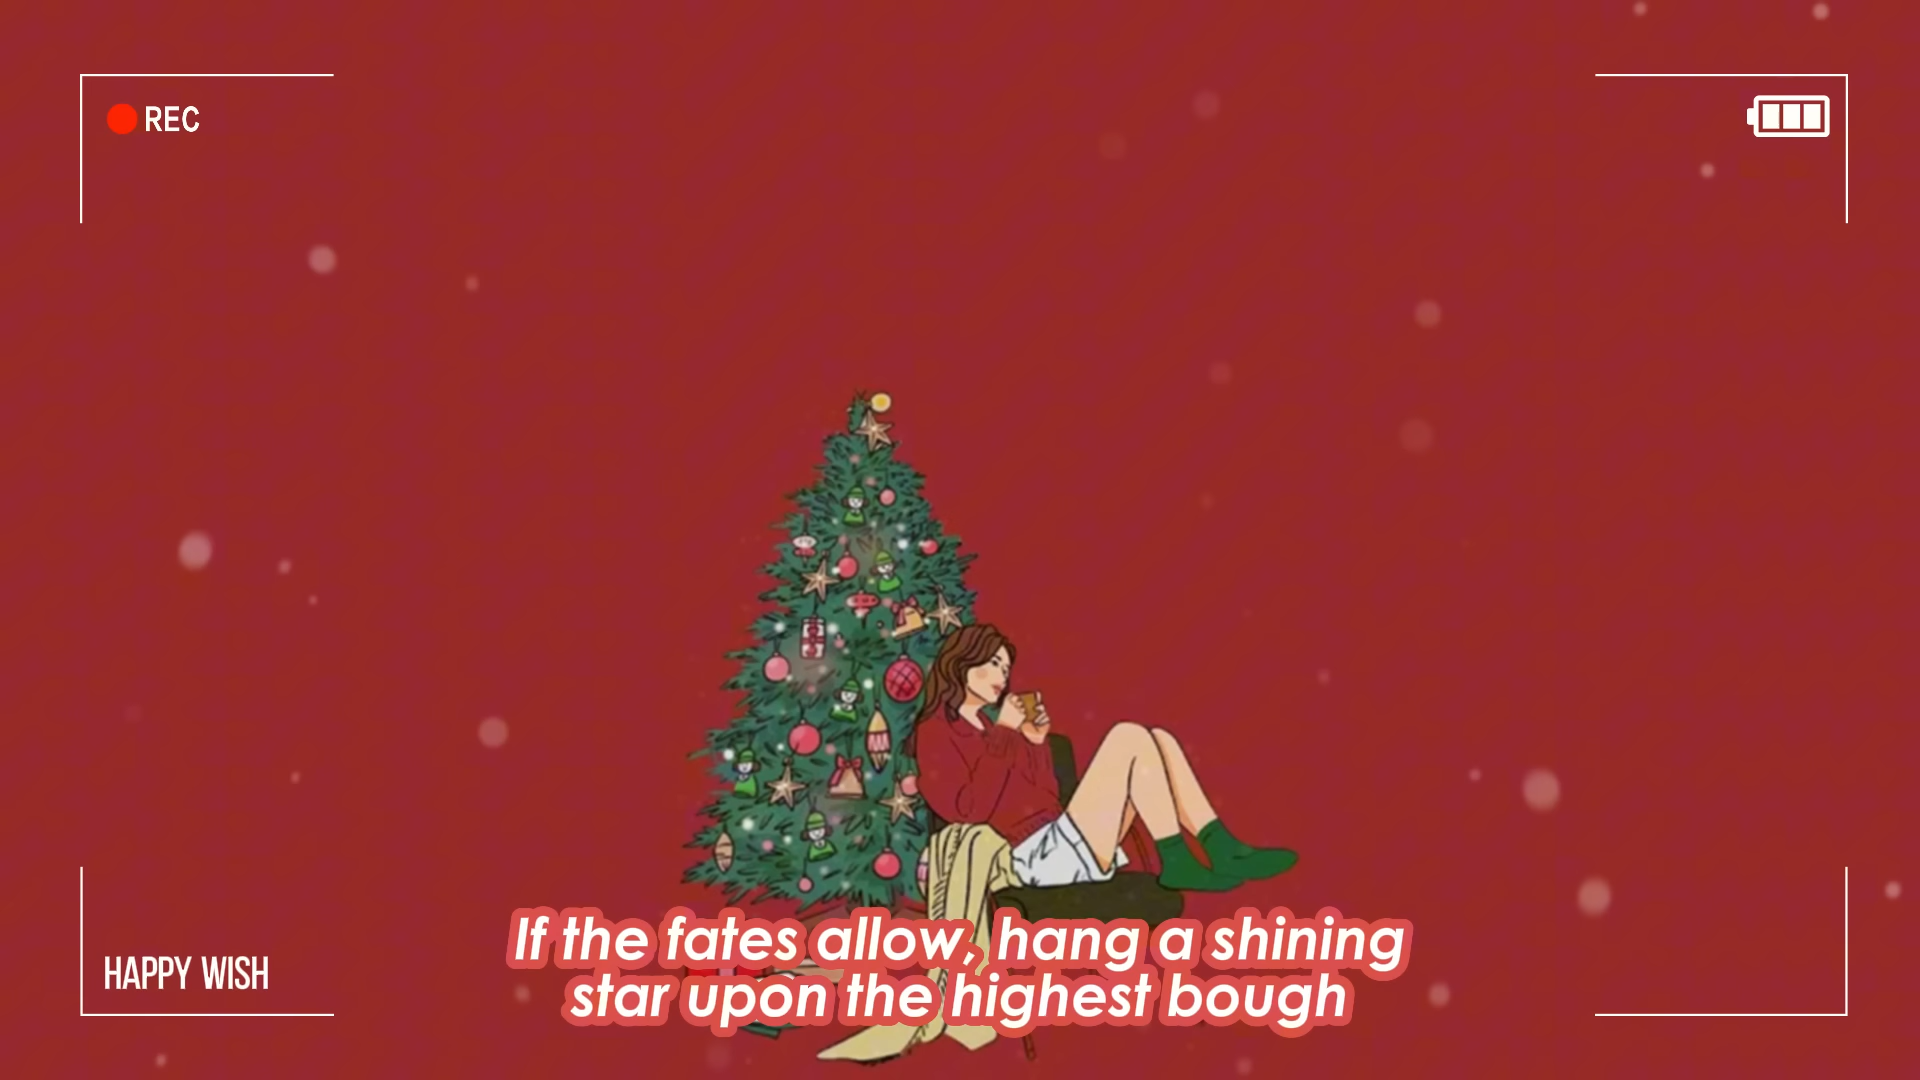 REC
HAPPY WISH
If the fates allow, hang a shining
star upon the highest bough